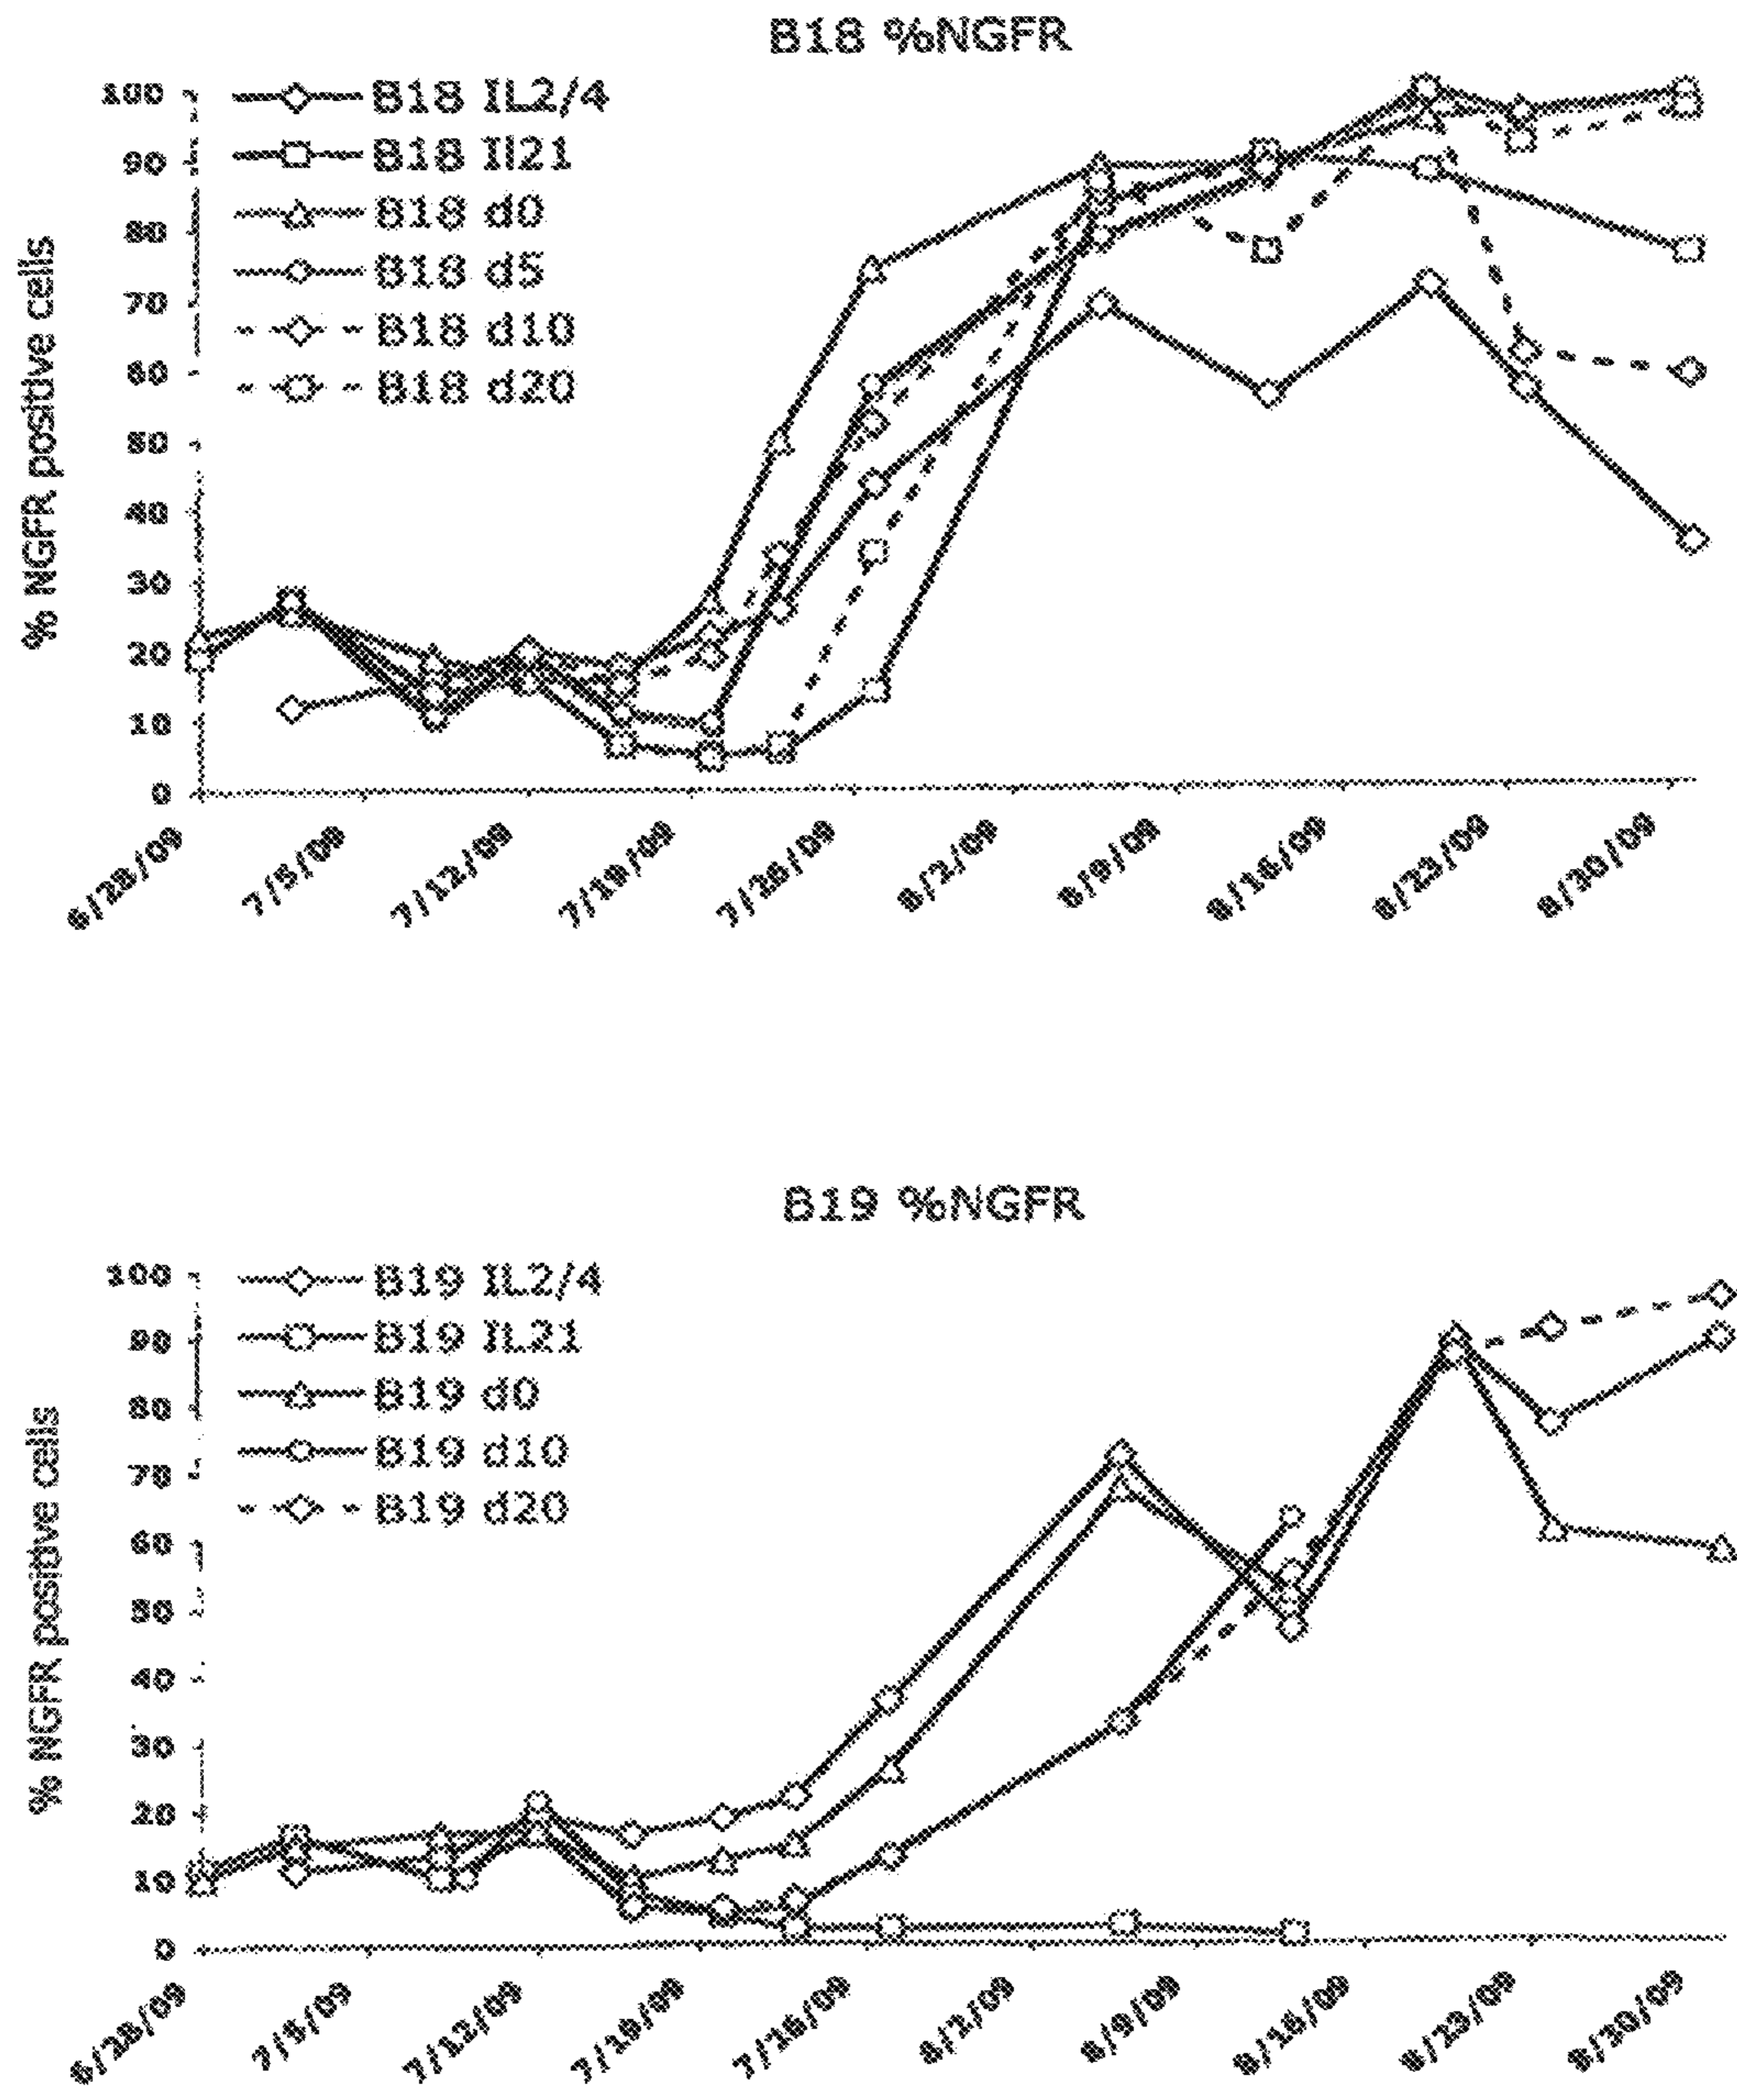 B18 %NGFR
% NGFR positive cells
100
90
80
70
60
50
40
30
20
10
0
B18 IL2/4
B18 Il21
B18 d0
B18 d5
B18 d10
B18 d20
6/28/09
7/5/09
7/12/09
7/19/09
7/26/09
8/2/09
8/9/09
8/16/09
8/23/09
8/30/09
B19 %NGFR
% NGFR positive cells
100
90
80
70
60
50
40
30
20
10
0
B19 IL2/4
B19 IL21
B19 d0
B19 d10
B19 d20
6/28/09
7/5/09
7/12/09
7/19/09
7/26/09
8/2/09
8/9/09
8/16/09
8/23/09
8/30/09